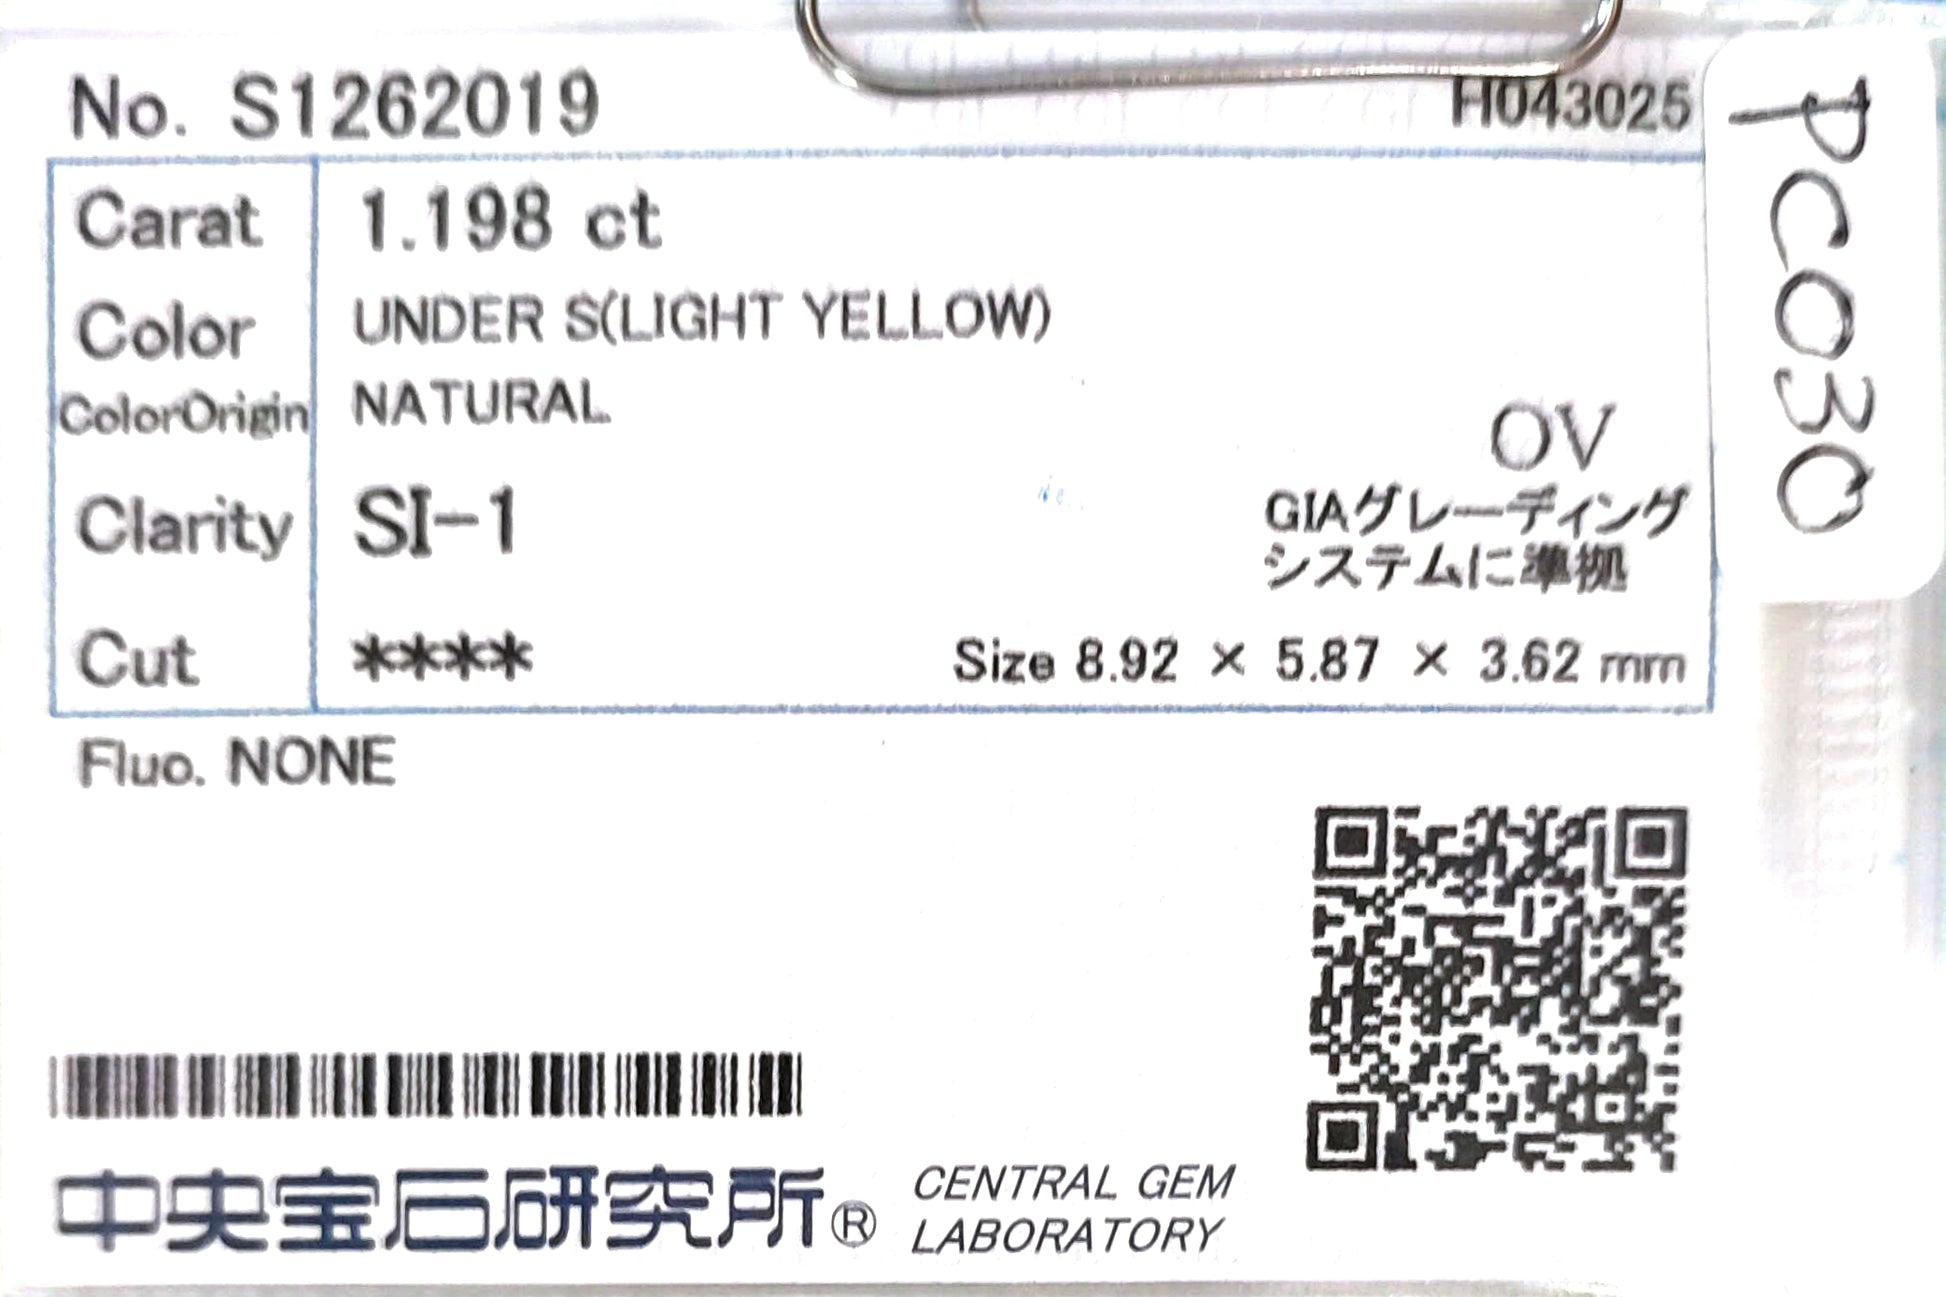 No. S1262019
H043025
Carat 1.198 ct
Color UNDER S(LIGHT YELLOW)
ColorOrigin NATURAL
OV
Clarity SI-1
GIAグレーディング
システムに準拠
Cut ****
Size 8.92 × 5.87 × 3.62 mm
Fluo. NONE
中央宝石研究所®
CENTRAL GEM
LABORATORY
PC030